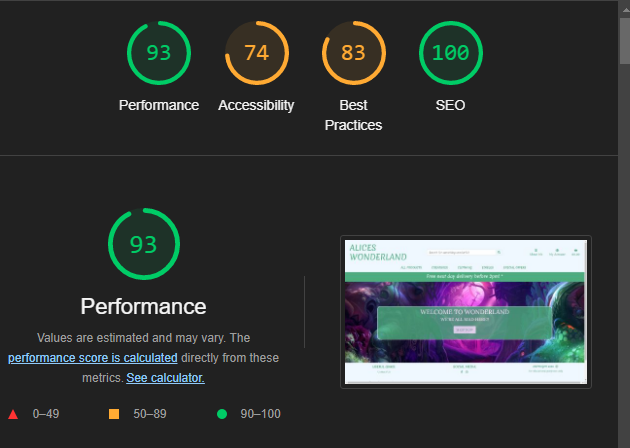 93
74
83
100
Performance
Accessibility
Best
Practices
SEO
93
Performance
Values are estimated and may vary. The
performance score is calculated directly from these
metrics. See calculator.
0–49
50–89
90–100
ALICES
WONDERLAND
Free next day delivery before 8pm!*
WELCOME TO WONDERLAND
WE'RE ALL MAD HERE!!